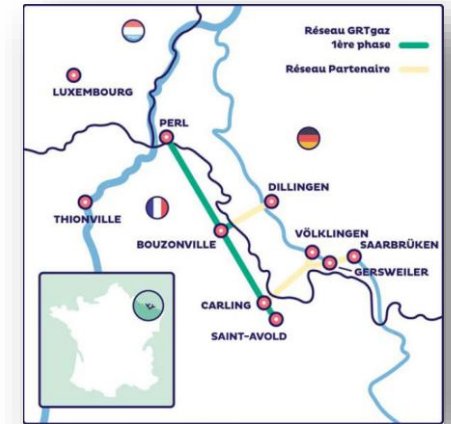 Réseau GRTgaz
1ère phase
Réseau Partenaire
LUXEMBOURG
PERL
DILLINGEN
THIONVILLE
BOUZONVILLE
VÖLKLINGEN
SAARBRÜKEN
GERSWEILER
CARLING
SAINT-AVOLD